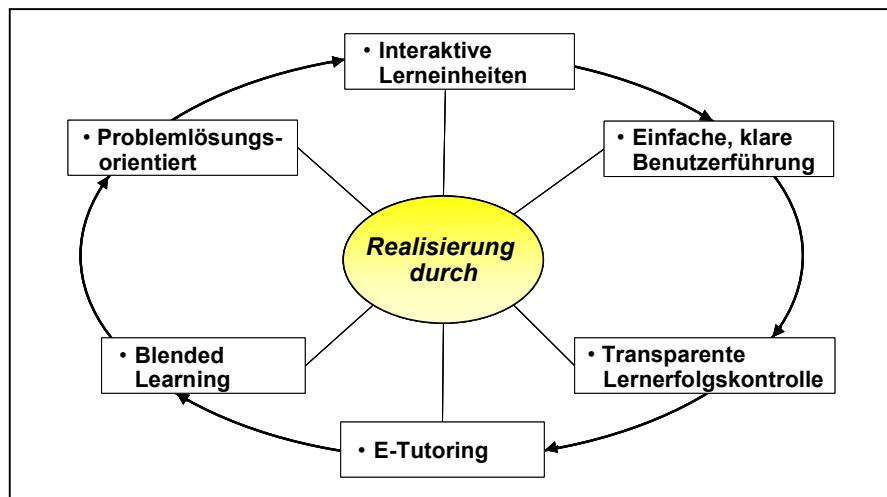 • Interaktive
Lerneinheiten
• Einfache, klare
Benutzerführung
• Transparente
Lernerfolgskontrolle
• E-Tutoring
• Blended
Learning
• Problemlösungs-
orientiert
Realisierung
durch